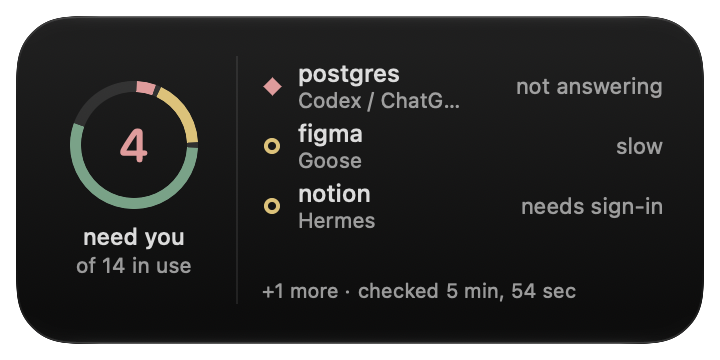 4
need you
of 14 in use
postgres
Codex / ChatG...
not answering
figma
Goose
slow
notion
Hermes
needs sign-in
+1 more · checked 5 min, 54 sec